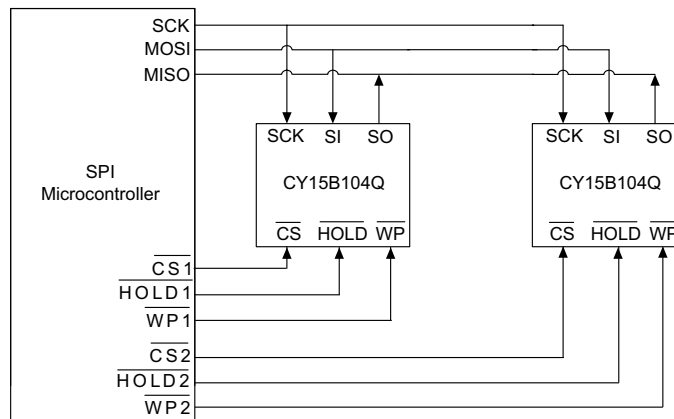 SCK
MOSI
MISO
SPI
Microcontroller
CS1
HOLD1
WP1
CS2
HOLD2
WP2
SCK SI SO
CY15B104Q
CS HOLD WP
SCK SI SO
CY15B104Q
CS HOLD WP